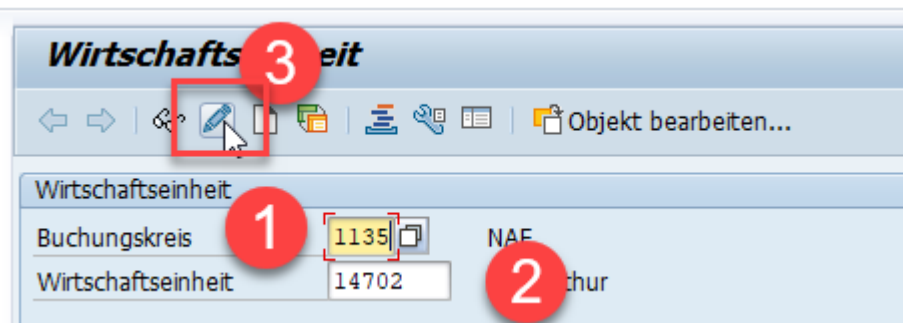 Wirtschafts eit
3
Objekt bearbeiten...
Wirtschaftseinheit
Buchungskreis 1 1135 NAF
Wirtschaftseinheit 14702 2 thur